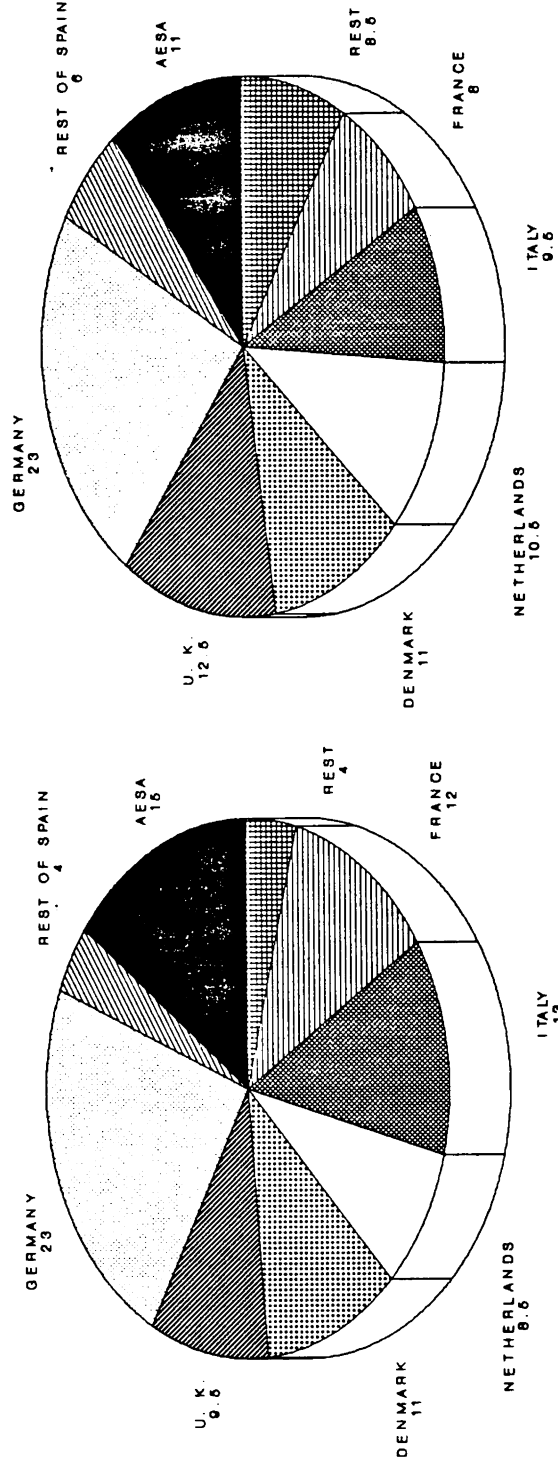 GERMANY
23
REST OF SPAIN
4
AESA
15
REST
4
FRANCE
12
ITALY
13
NETHERLANDS
8.5
DENMARK
11
U. K.
9.5
GERMANY
23
REST OF SPAIN
6
AESA
11
REST
8.5
FRANCE
8
ITALY
9.5
NETHERLANDS
10.5
DENMARK
11
U. K.
12.5